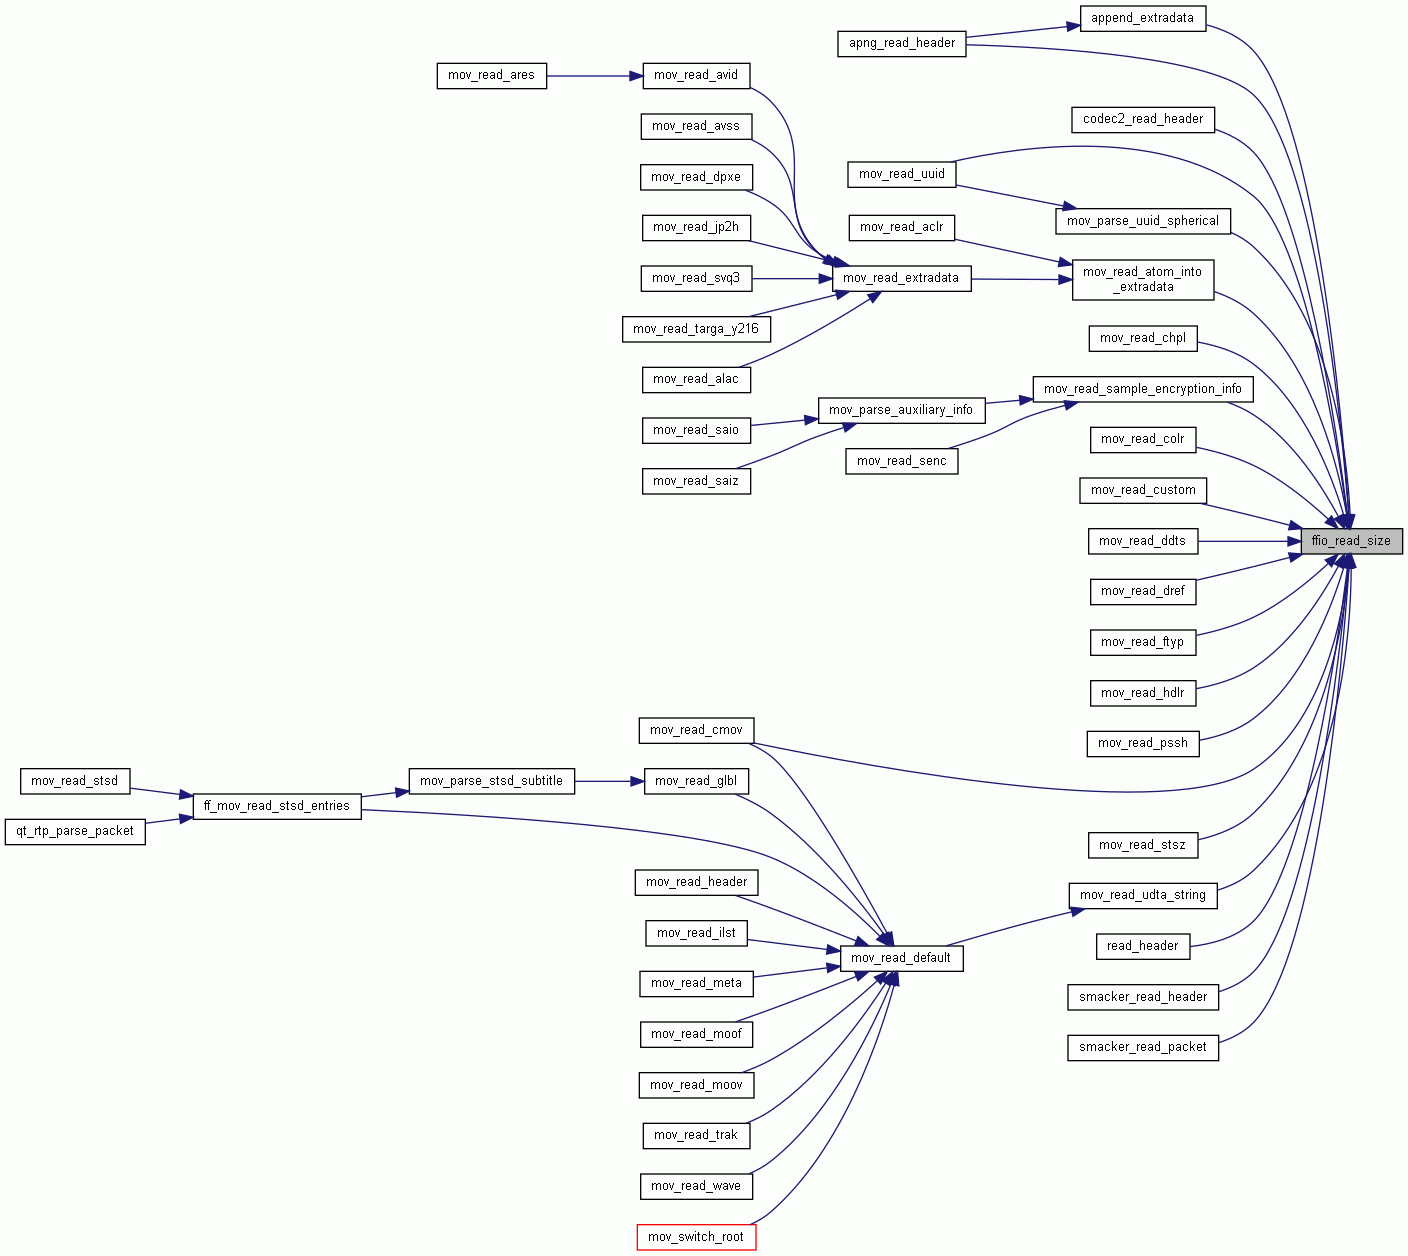 append_extradata
apng_read_header
mov_read_ares
mov_read_avid
mov_read_avss
codec2_read_header
mov_read_dpxe
mov_read_uuid
mov_parse_uuid_spherical
mov_read_jp2h
mov_read_aclr
mov_read_svq3
mov_read_extradata
mov_read_atom_into
_extradata
mov_read_targa_y216
mov_read_chpl
mov_read_alac
mov_read_sample_encryption_info
mov_parse_auxiliary_info
mov_read_saio
mov_read_colr
mov_read_senc
mov_read_saiz
mov_read_custom
mov_read_ddts
ffio_read_size
mov_read_dref
mov_read_ftyp
mov_read_hdlr
mov_read_cmov
mov_read_pssh
mov_read_stsd
mov_parse_stsd_subtitle
mov_read_glbl
ff_mov_read_stsd_entries
qt_rtp_parse_packet
mov_read_stsz
mov_read_header
mov_read_udta_string
mov_read_ilst
read_header
mov_read_default
mov_read_meta
smacker_read_header
mov_read_moof
smacker_read_packet
mov_read_moov
mov_read_trak
mov_read_wave
mov_switch_root